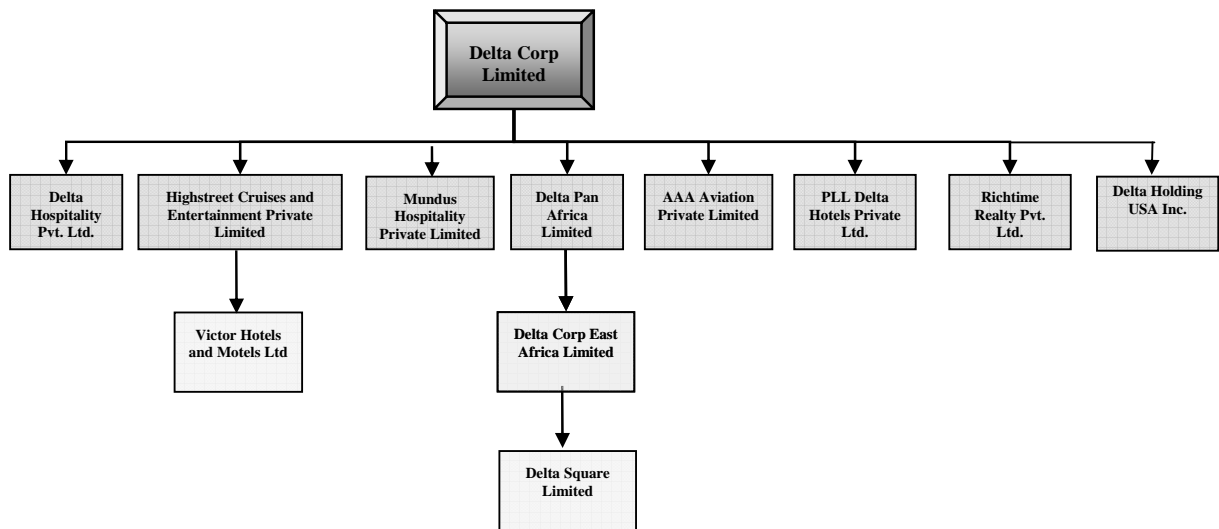 Delta Corp
Limited
Delta
Hospitality
Pvt. Ltd.
Highstreet Cruises and
Entertainment Private
Limited
Mundus
Hospitality
Private Limited
Delta Pan
Africa
Limited
AAA Aviation
Private Limited
PLL Delta
Hotels Private
Ltd.
Richtime
Realty Pvt.
Ltd.
Delta Holding
USA Inc.
Victor Hotels
and Motels Ltd
Delta Corp East
Africa Limited
Delta Square
Limited